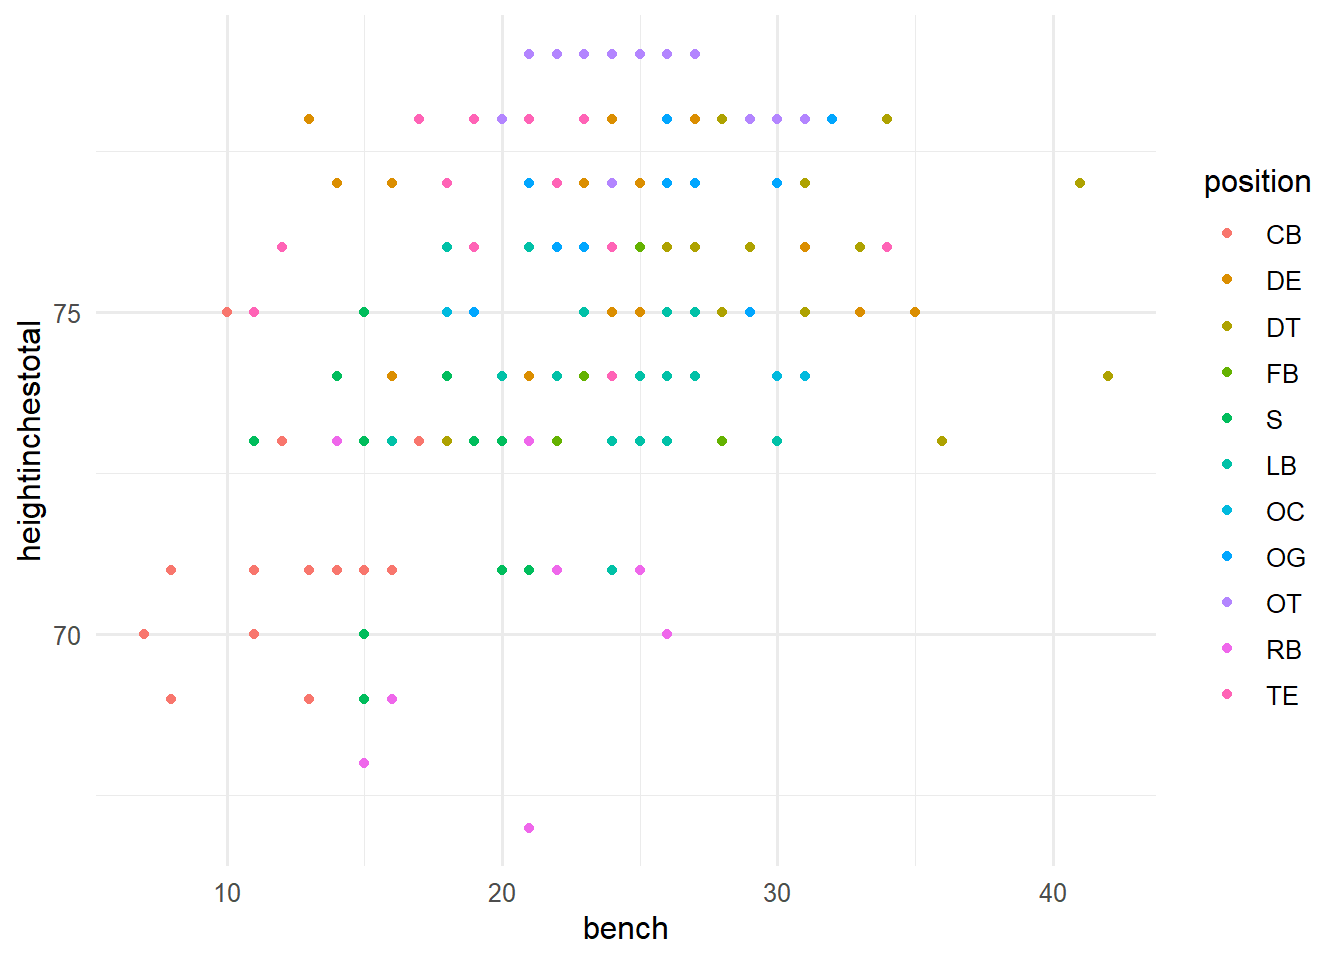 heightinchestotal
75
70
10 20 30 40
bench
position
CB
DE
DT
FB
S
LB
OC
OG
OT
RB
TE